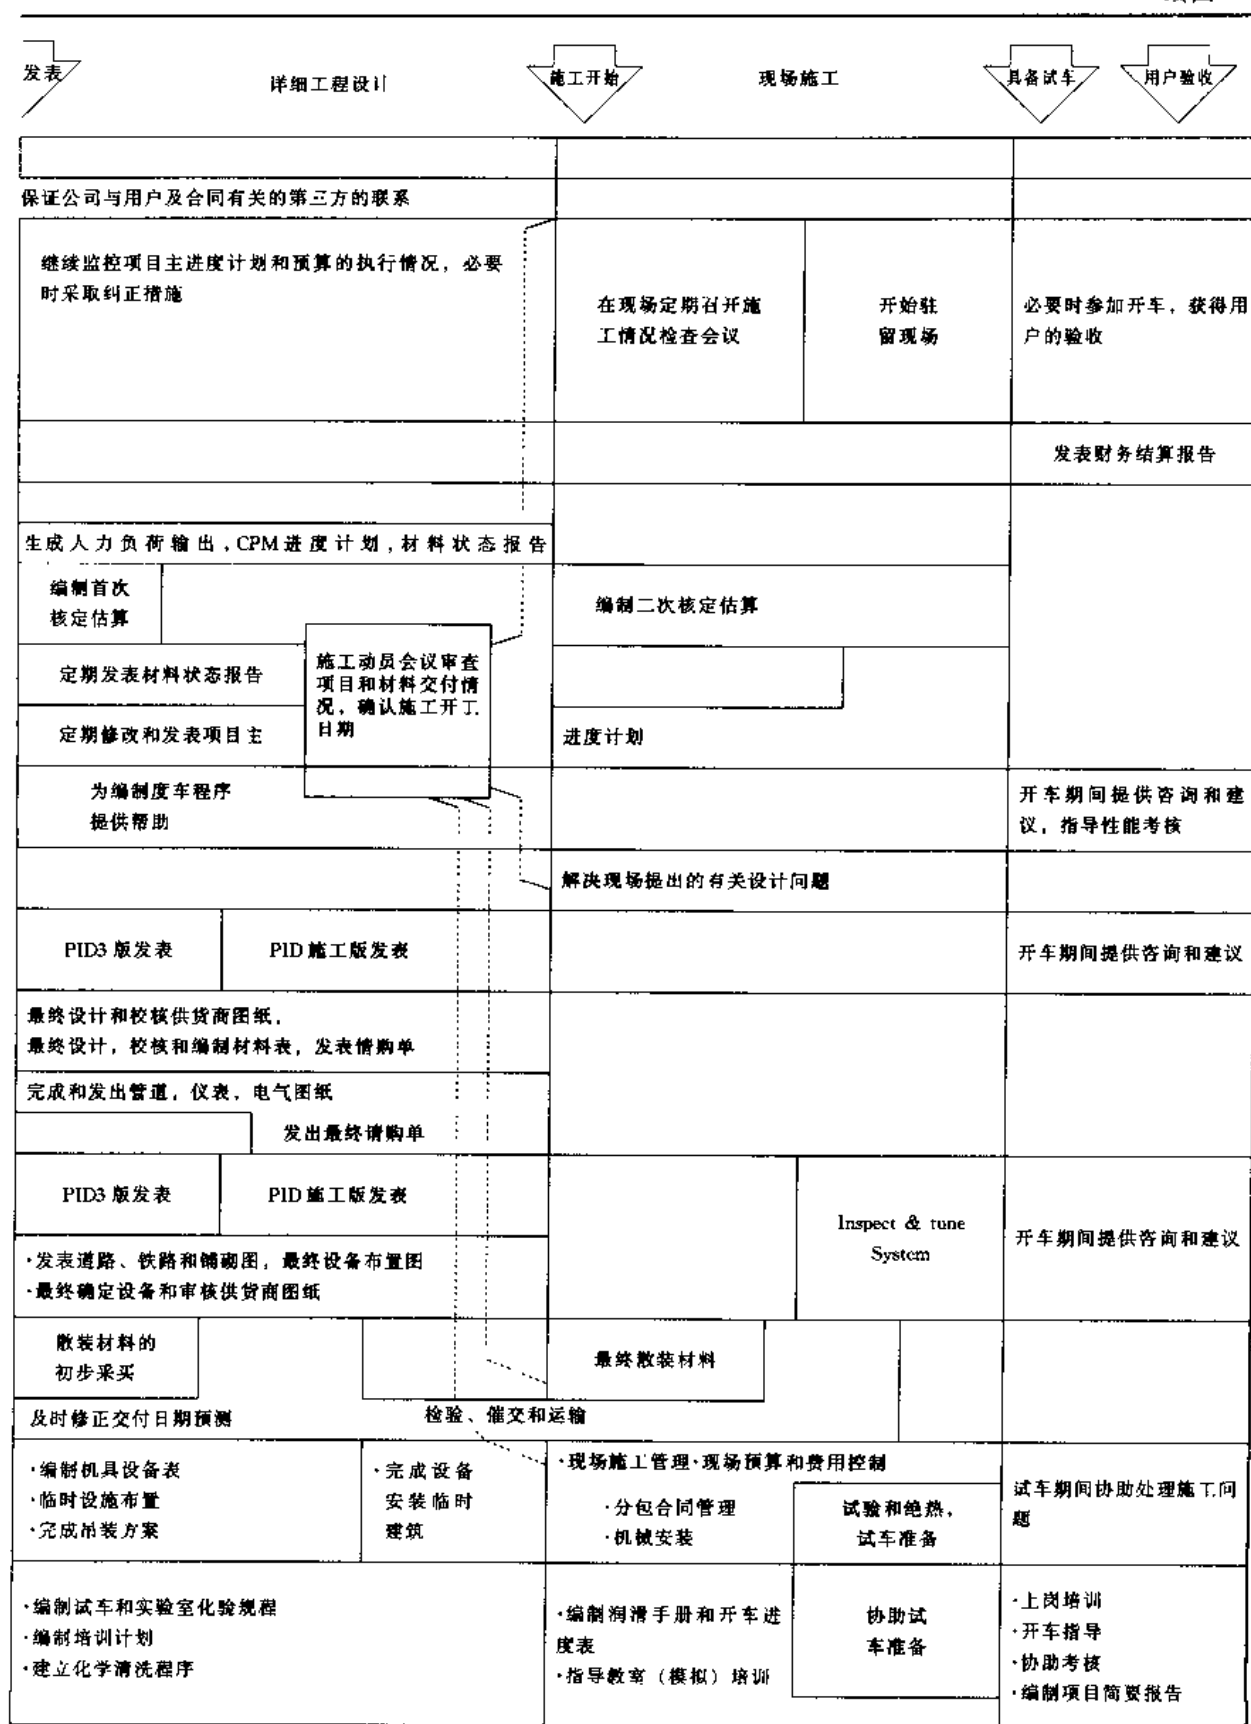 发表
详细工程设计
施工开始
现场施工
具备试车
用户验收
保证公司与用户及合同有关的第三方的联系
继续监控项目主进度计划和预算的执行情况，必要
时采取纠正措施
在现场定期召开施
工情况检查会议
开始驻
留现场
必要时参加开车，获得用
户的验收
发表财务结算报告
生成人力负荷输出，CPM进度计划，材料状态报告
编制首次
核定估算
编制二次核定估算
定期发表材料状态报告
施工动员会议审查
项目和材料交付情
况，确认施工开工
日期
定期修改和发表项目主
进度计划
为编制度车程序
提供帮助
开车期间提供咨询和建
议，指导性能考核
解决现场提出的有关设计问题
PID3 版发表
PID 施工版发表
开车期间提供咨询和建议
最终设计和校核供货商图纸，
最终设计，校核和编制材料表，发表情购单
完成和发出管道，仪表，电气图纸
发出最终请购单
PID3 版发表
PID 施工版发表
Inspect & tune
System
开车期间提供咨询和建议
·发表道路、铁路和铺砌图，最终设备布置图
·最终确定设备和审核供货商图纸
散装材料的
初步采买
最终散装材料
及时修正交付日期预测
检验、催交和运输
·编制机具设备表
·临时设施布置
·完成吊装方案
·完成设备
安装临时
建筑
·现场施工管理·现场预算和费用控制
·分包合同管理
·机械安装
试验和绝热，
试车准备
试车期间协助处理施工问
题
·编制试车和实验室化验规程
·编制培训计划
·建立化学清洗程序
·编制润滑手册和开车进
度表
·指导教室（模拟）培训
协助试
车准备
·上岗培训
·开车指导
·协助考核
·编制项目简要报告